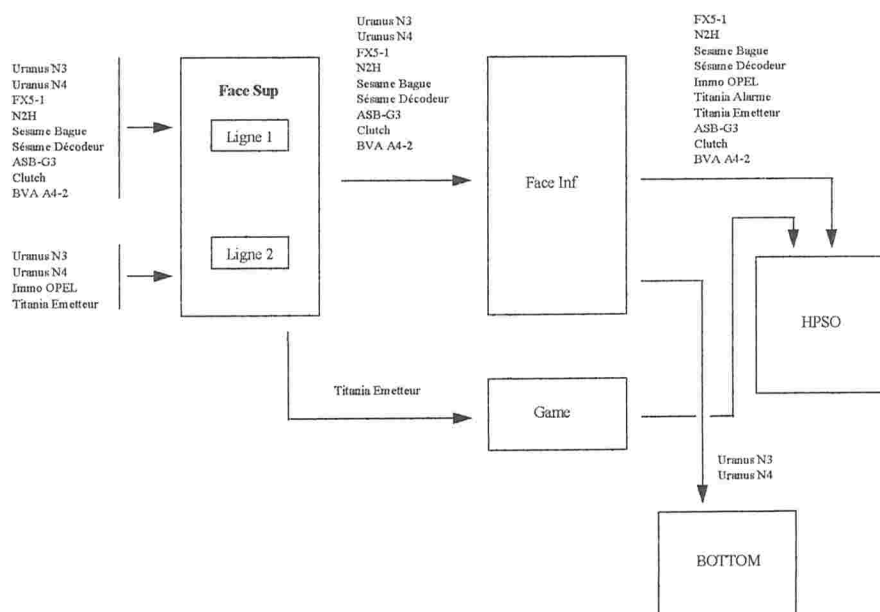 Uranus N3
Uranus N4
FX5-1
N2H
Sesame Bague
Sésame Décodeur
ASB-G3
Clutch
BVA A4-2
Uranus N3
Uranus N4
Immo OPEL
Titania Emetteur
Face Sup
Ligne 1
Ligne 2
Uranus N3
Uranus N4
FX5-1
N2H
Sesame Bague
Sésame Décodeur
ASB-G3
Clutch
BVA A4-2
Face Inf
Titania Emetteur
Game
FX5-1
N2H
Sesame Bague
Sésame Décodeur
Immo OPEL
Titania Alarme
Titania Emetteur
ASB-G3
Clutch
BVA A4-2
HPSO
Uranus N3
Uranus N4
BOTTOM